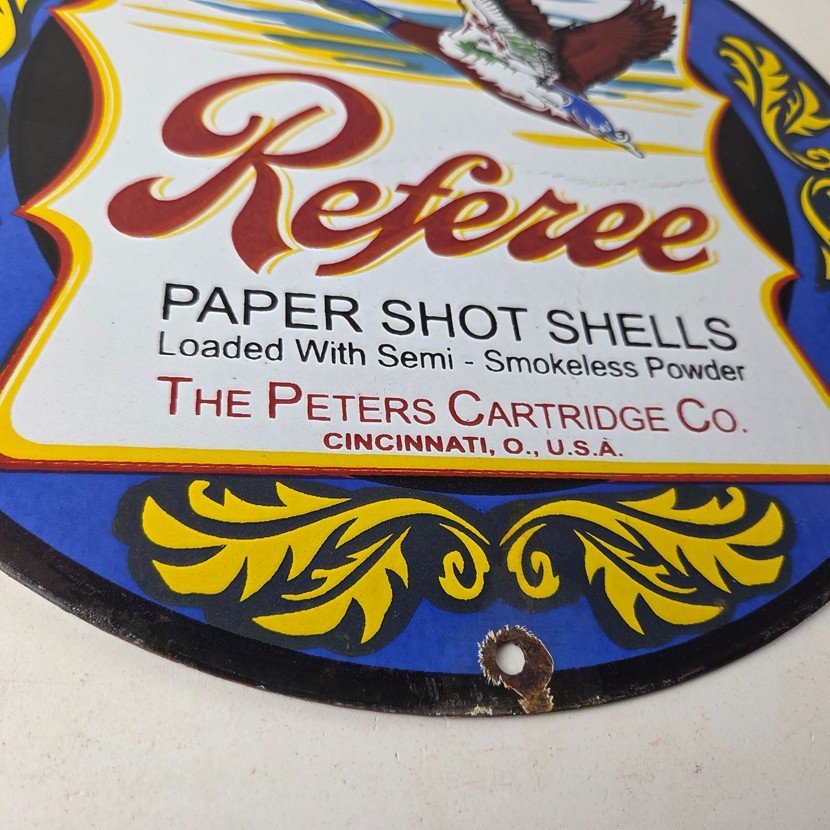 Referee
PAPER SHOT SHELLS
Loaded With Semi - Smokeless Powder
THE PETERS CARTRIDGE CO.
CINCINNATI, O., U.S.A.